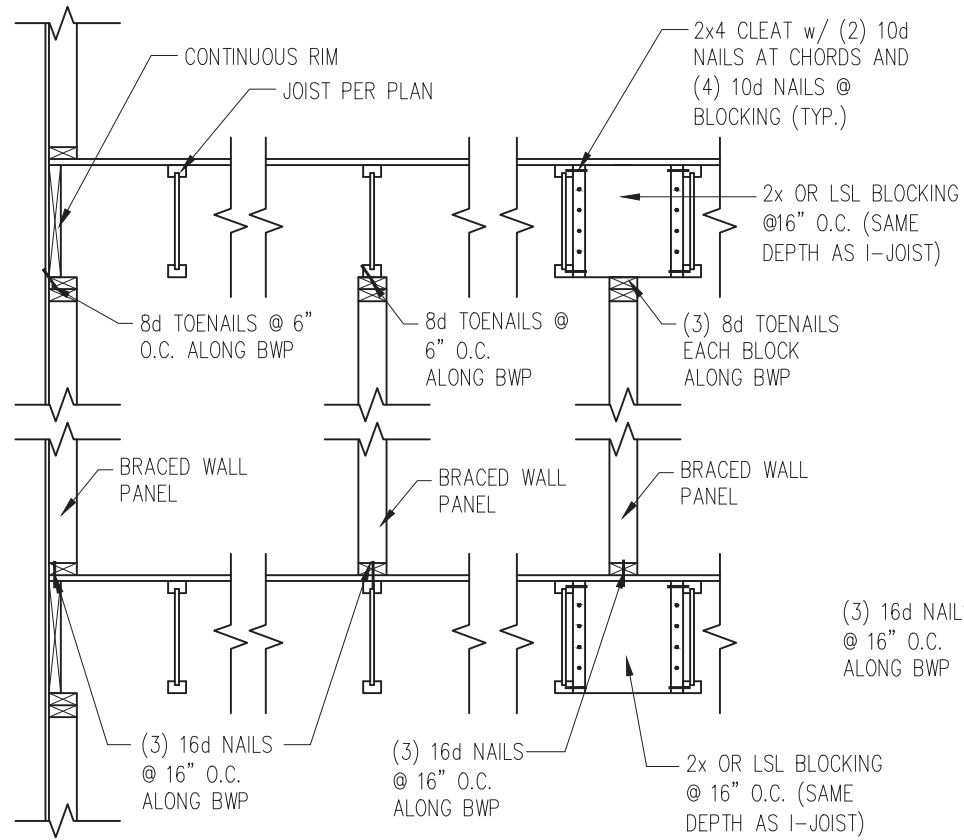 CONTINUOUS RIM
JOIST PER PLAN
2x4 CLEAT w/ (2) 10d
NAILS AT CHORDS AND
(4) 10d NAILS @
BLOCKING (TYP.)
2x OR LSL BLOCKING
@16” O.C. (SAME
DEPTH AS I-JOIST)
8d TOENAILS @ 6”
O.C. ALONG BWP
8d TOENAILS @
6” O.C.
ALONG BWP
(3) 8d TOENAILS
EACH BLOCK
ALONG BWP
BRACED WALL
PANEL
BRACED WALL
PANEL
BRACED WALL
PANEL
(3) 16d NAIL
@ 16” O.C.
ALONG BWP
(3) 16d NAILS
@ 16” O.C.
ALONG BWP
(3) 16d NAILS
@ 16” O.C.
ALONG BWP
2x OR LSL BLOCKING
@ 16” O.C. (SAME
DEPTH AS I-JOIST)